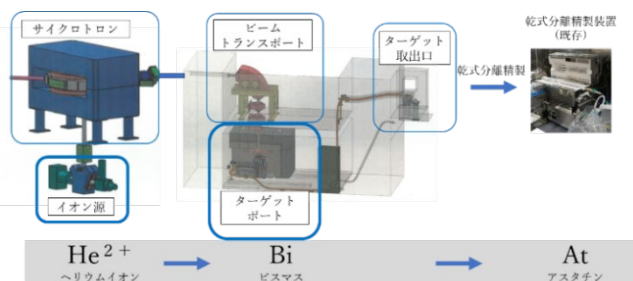 サイクロトロン
ビーム
トランスポート
ターゲット
取出口
乾式分離精製装置
(既存)
乾式分離精製
イオン源
ターゲット
ポート
He²⁺
ヘリウムイオン
Bi
ビスマス
At
アスタチン